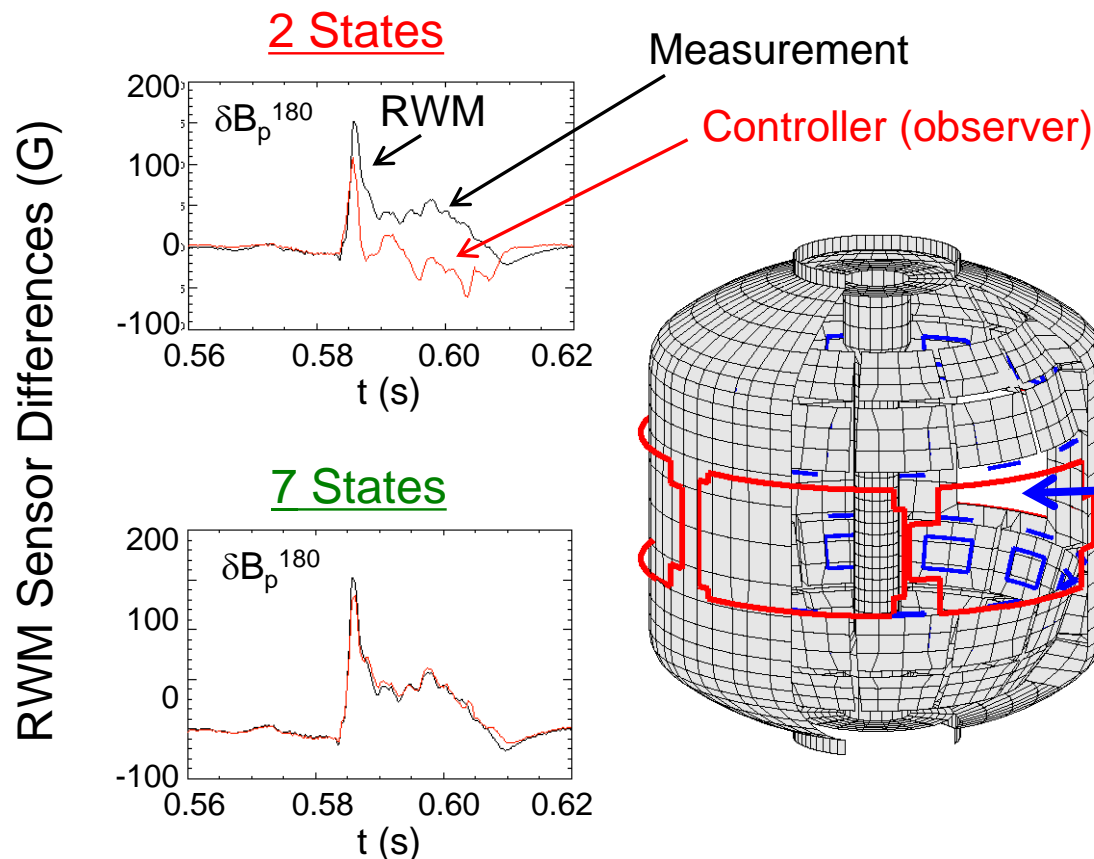 2 States
RWM Sensor Differences (G)
200
100
0
-100
δBp¹⁸⁰
RWM
Measurement
Controller (observer)
0.56 0.58 0.60 0.62
t (s)
7 States
200
100
0
-100
δBp¹⁸⁰
0.56 0.58 0.60 0.62
t (s)